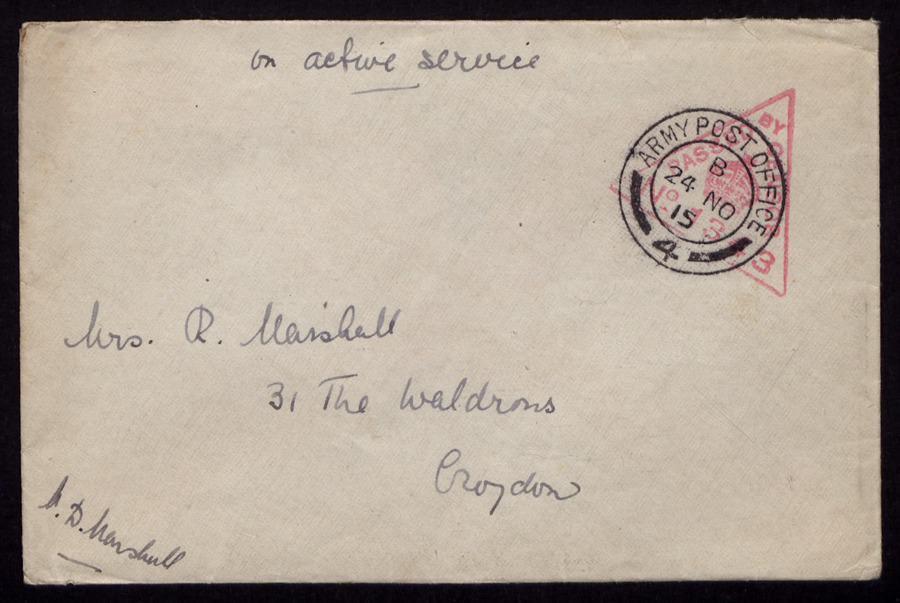 on active service
ARMY POST OFFICE
B
24 NO
15
4
PASS
BY
3
Mrs. R. Marshall
31 The Waldrons
Croydon
D. Marshall